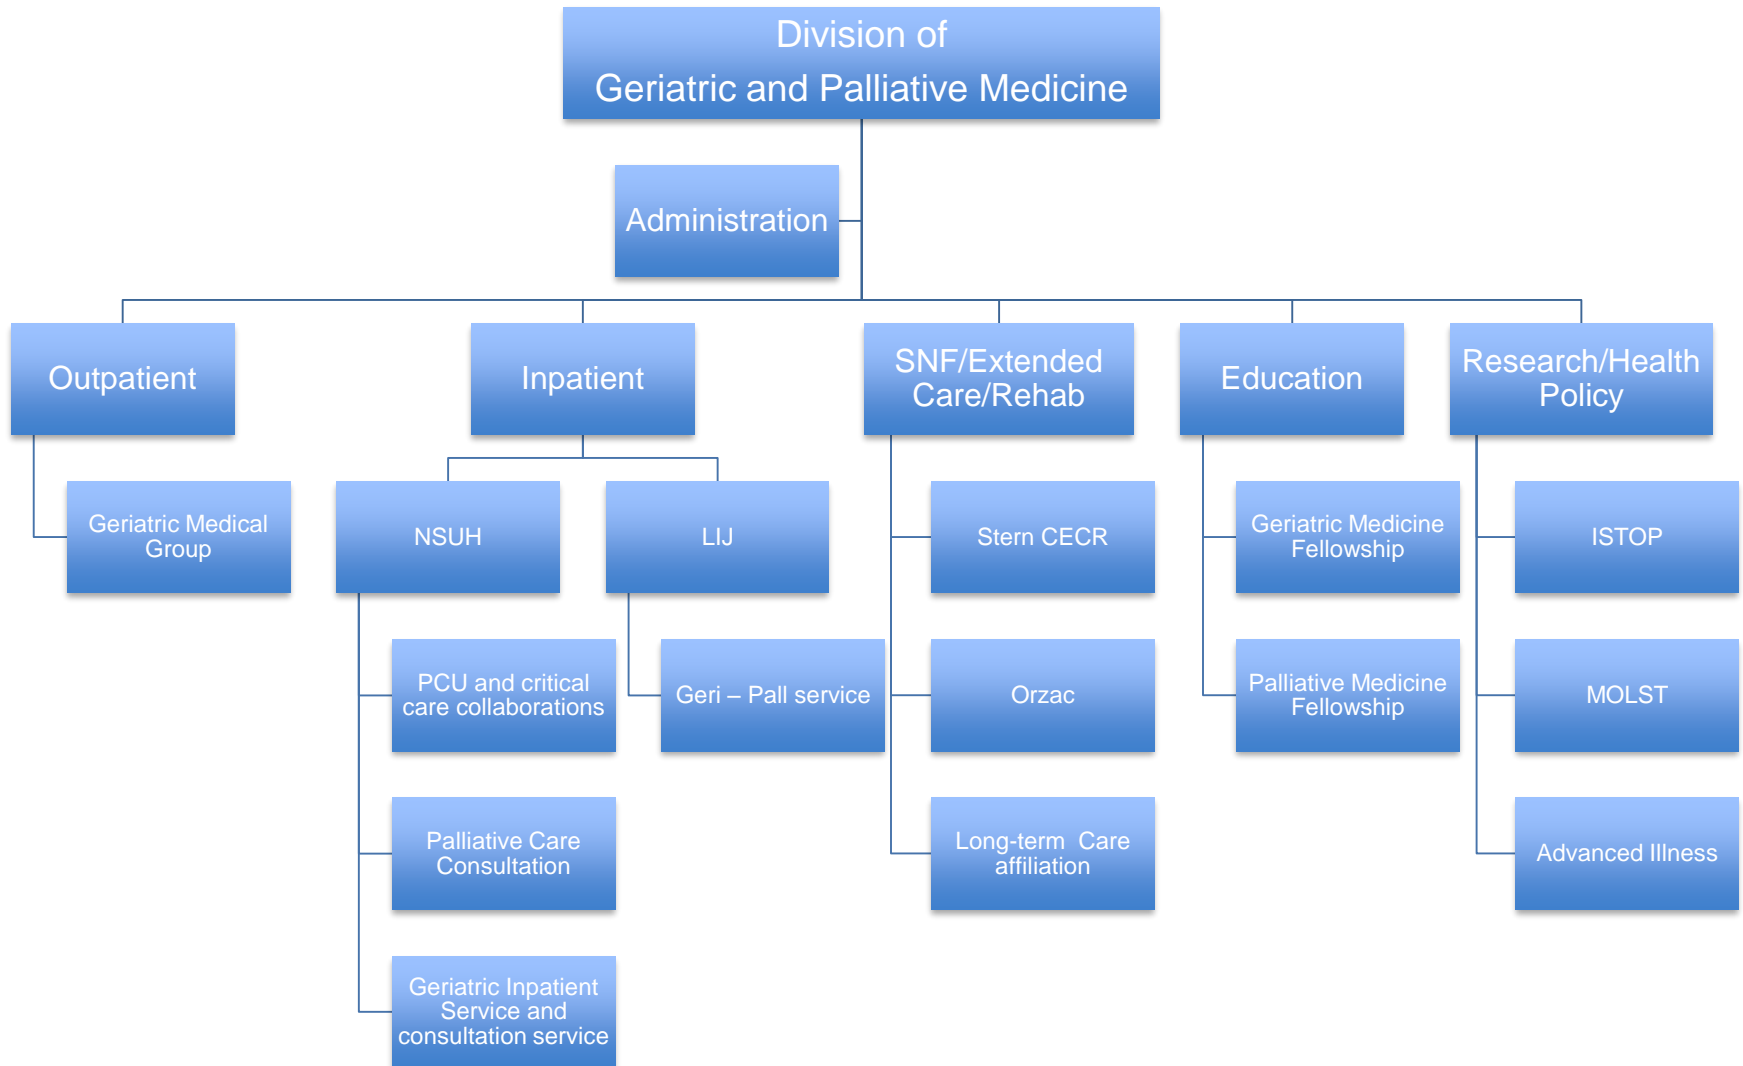 Division of
Geriatric and Palliative Medicine
Administration
Outpatient
Inpatient
SNF/Extended
Care/Rehab
Education
Research/Health
Policy
Geriatric Medical
Group
NSUH
LIJ
Stern CECR
Geriatric Medicine
Fellowship
ISTOP
PCU and critical
care collaborations
Geri – Pall service
Orzac
Palliative Medicine
Fellowship
MOLST
Palliative Care
Consultation
Long-term  Care
affiliation
Advanced Illness
Geriatric Inpatient
Service and
consultation service